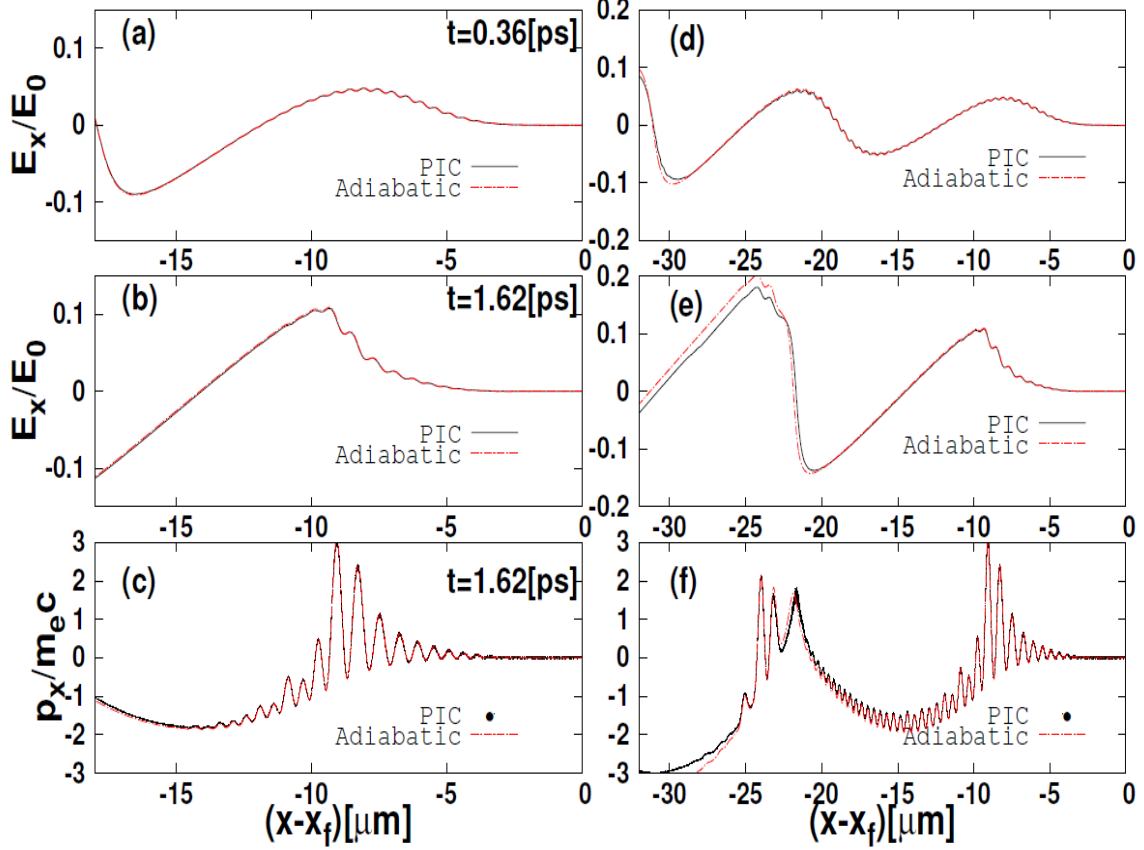 (a) t=0.36[ps]
E_x/E_0
0.1
0
-0.1
PIC
Adiabatic
-15 -10 -5 0
(d)
0.2
0.1
0
-0.1
-0.2
PIC
Adiabatic
-30 -25 -20 -15 -10 -5 0
(b) t=1.62[ps]
E_x/E_0
0.1
0
-0.1
PIC
Adiabatic
-15 -10 -5 0
(e)
0.2
0.1
0
-0.1
-0.2
PIC
Adiabatic
-30 -25 -20 -15 -10 -5 0
(c) t=1.62[ps]
p_x/m_ec
3
2
1
0
-1
-2
-3
PIC
Adiabatic
-15 -10 -5 0
(x-x_f)[μm]
(f)
3
2
1
0
-1
-2
-3
PIC
Adiabatic
-30 -25 -20 -15 -10 -5 0
(x-x_f)[μm]